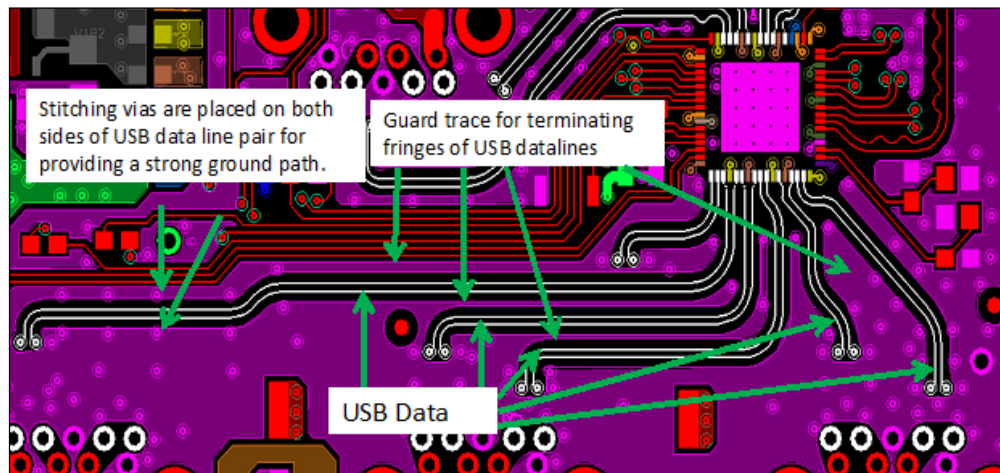 Stitching vias are placed on both
sides of USB data line pair for
providing a strong ground path.
Guard trace for terminating
fringes of USB datalines
USB Data